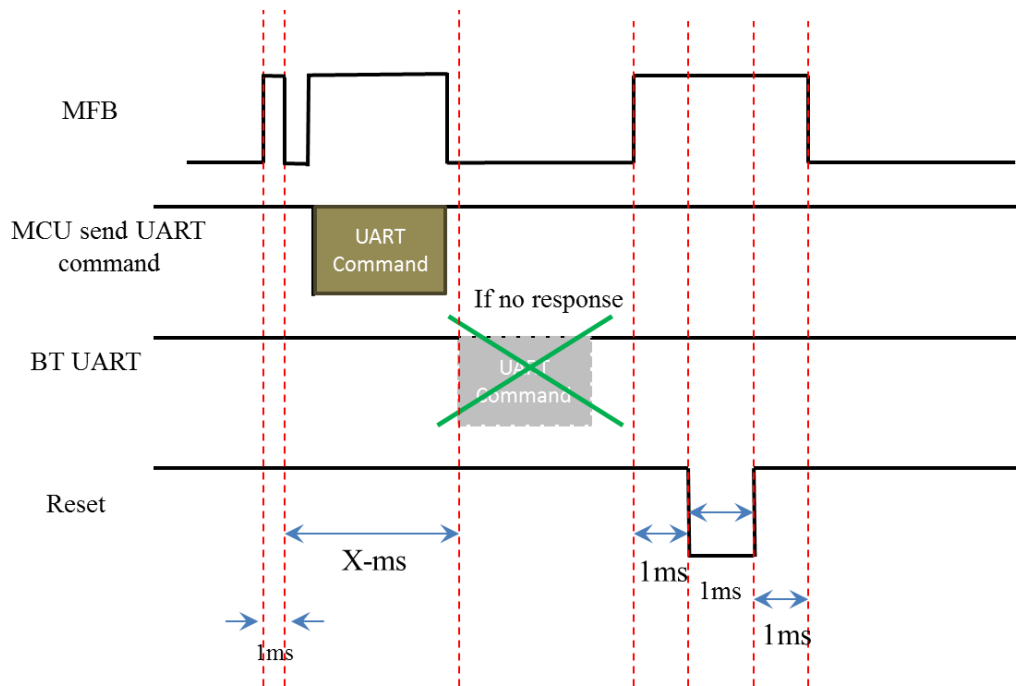 MFB
MCU send UART
command
UART
Command
If no response
BT UART
UART
Command
Reset
X-ms
1ms
1ms
1ms
1ms